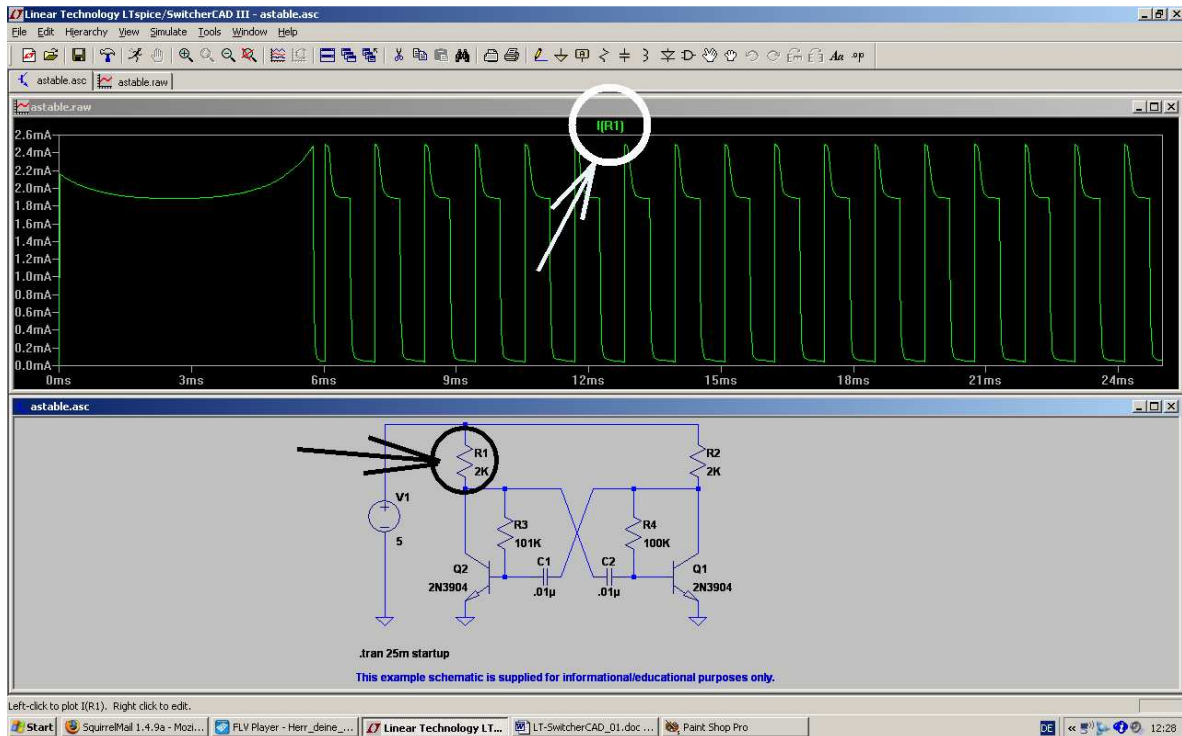 Linear Technology LTspice/SwitcherCAD III - astable.asc
File Edit Hierarchy View Simulate Tools Window Help
Aa .op
astable.asc astable.raw
astable.raw
I(R1)
2.6mA
2.4mA
2.2mA
2.0mA
1.8mA
1.6mA
1.4mA
1.2mA
1.0mA
0.8mA
0.6mA
0.4mA
0.2mA
0.0mA
0ms 3ms 6ms 9ms 12ms 15ms 18ms 21ms 24ms
astable.asc
R1 R2
2K 2K
V1
R3 R4
101K 100K
5
C1 C2
Q2 Q1
2N3904 .01µ .01µ 2N3904
.tran 25m startup
This example schematic is supplied for informational/educational purposes only.
Left-click to plot I(R1). Right click to edit.
Start SquirrelMail 1.4.9a - Mozi... FLV Player - Herr_deine_... Linear Technology LT... LT-SwitcherCAD_01.doc ... Paint Shop Pro DE « 12:28